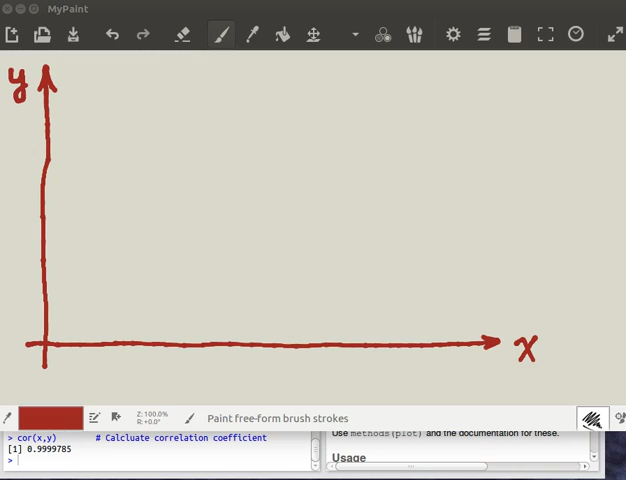 MyPaint
y
x
Z: 100.0%
R: +0.0°
Paint free-form brush strokes
> cor(x,y) # Calcluate correlation coefficient
[1] 0.9999785
>
Use methods(plot) and the documentation for these.
Usage